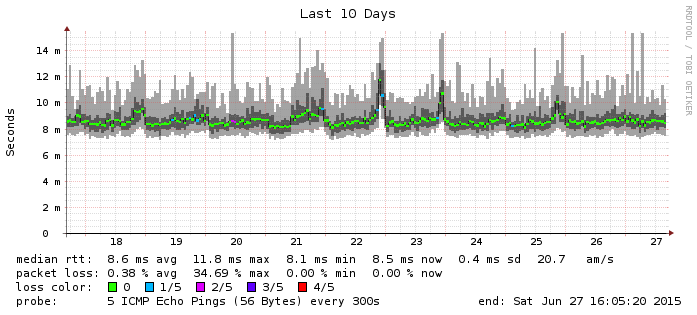 Last 10 Days
RRDTOOL / TOBI OETIKER
Seconds
14 m
12 m
10 m
8 m
6 m
4 m
2 m
0
18 19 20 21 22 23 24 25 26 27
median rtt: 8.6 ms avg 11.8 ms max 8.1 ms min 8.5 ms now 0.4 ms sd 20.7 am/s
packet loss: 0.38 % avg 34.69 % max 0.00 % min 0.00 % now
loss color: 0 1/5 2/5 3/5 4/5
probe: 5 ICMP Echo Pings (56 Bytes) every 300s end: Sat Jun 27 16:05:20 2015